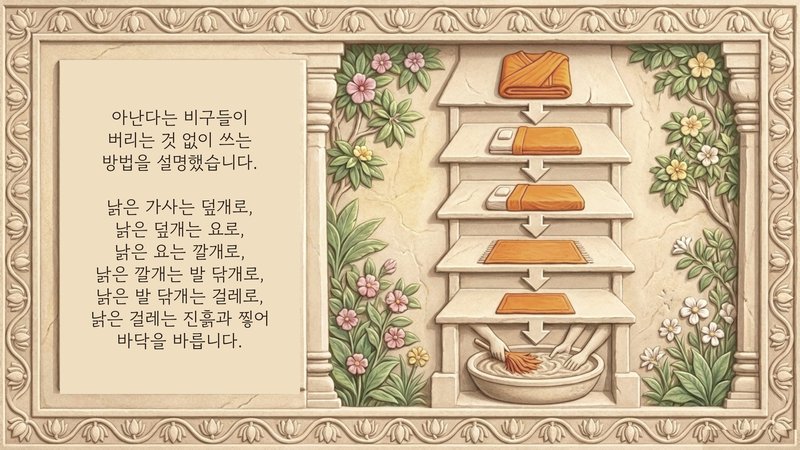 아난다는 비구들이
버리는 것 없이 쓰는
방법을 설명했습니다.
낡은 가사는 덮개로,
낡은 덮개는 요로,
낡은 요는 깔개로,
낡은 깔개는 발 닦개로,
낡은 발 닦개는 걸레로,
낡은 걸레는 진흙과 찧어
바닥을 바릅니다.